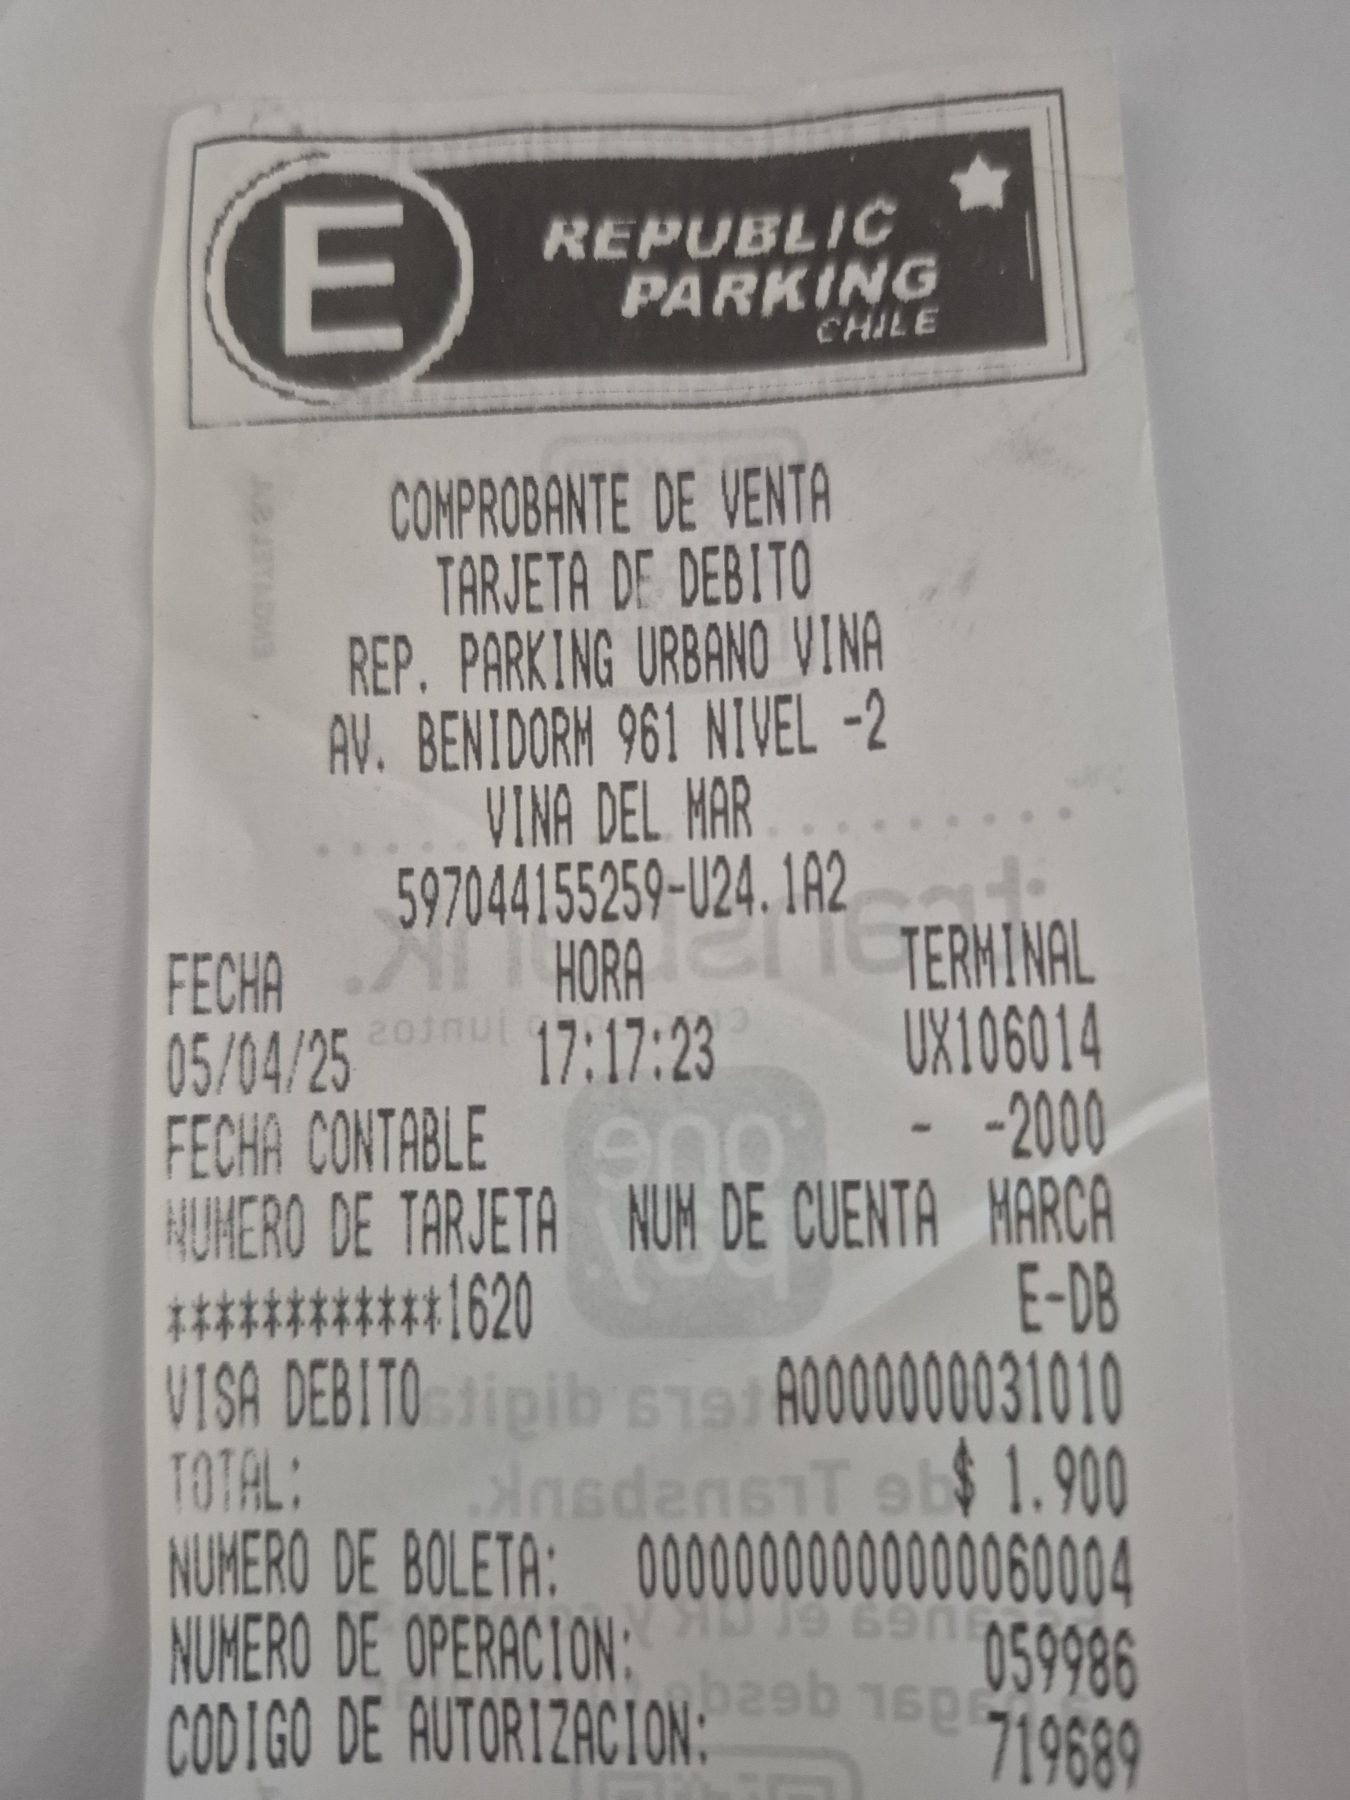 E
REPUBLIC
PARKING
CHILE
COMPROBANTE DE VENTA
TARJETA DE DEBITO
REP. PARKING URBANO VINA
AV. BENIDORM 961 NIVEL -2
VINA DEL MAR
597044155259-U24.1A2
FECHA HORA TERMINAL
05/04/25 17:17:23 UX106014
FECHA CONTABLE - -2000
NUMERO DE TARJETA NUM DE CUENTA MARCA
************1620 E-DB
VISA DEBITO A0000000031010
TOTAL: $ 1.900
NUMERO DE BOLETA: 00000000000000060004
NUMERO DE OPERACION: 059986
CODIGO DE AUTORIZACION: 719689